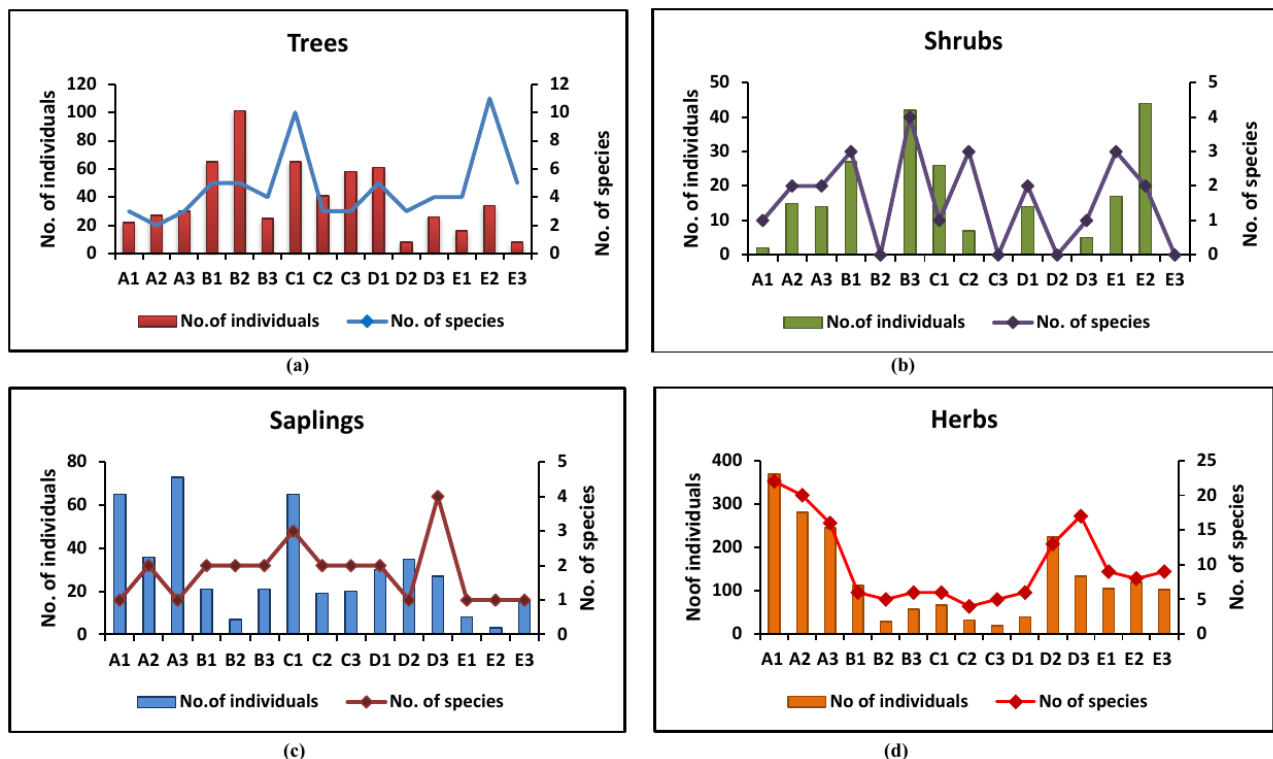 Trees
No. of individuals
120
100
80
60
40
20
0
12
10
8
6
4
2
0
No. of species
A1 A2 A3 B1 B2 B3 C1 C2 C3 D1 D2 D3 E1 E2 E3
No.of individuals No. of species
(a)
Shrubs
No. of individuals
50
40
30
20
10
0
5
4
3
2
1
0
No. of species
A1 A2 A3 B1 B2 B3 C1 C2 C3 D1 D2 D3 E1 E2 E3
No.of individuals No. of species
(b)
Saplings
No. of individuals
80
60
40
20
0
5
4
3
2
1
0
No. of species
A1 A2 A3 B1 B2 B3 C1 C2 C3 D1 D2 D3 E1 E2 E3
No.of individuals No. of species
(c)
Herbs
Noof individuals
400
300
200
100
0
25
20
15
10
5
0
No. of species
A1 A2 A3 B1 B2 B3 C1 C2 C3 D1 D2 D3 E1 E2 E3
No of individuals No of species
(d)